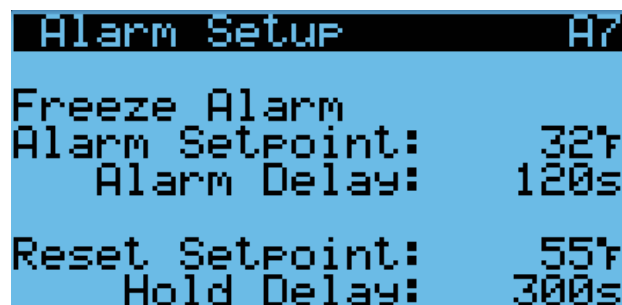 Alarm Setup A7
Freeze Alarm
Alarm Setpoint: 32°F
Alarm Delay: 120s
Reset Setpoint: 55°F
Hold Delay: 300s